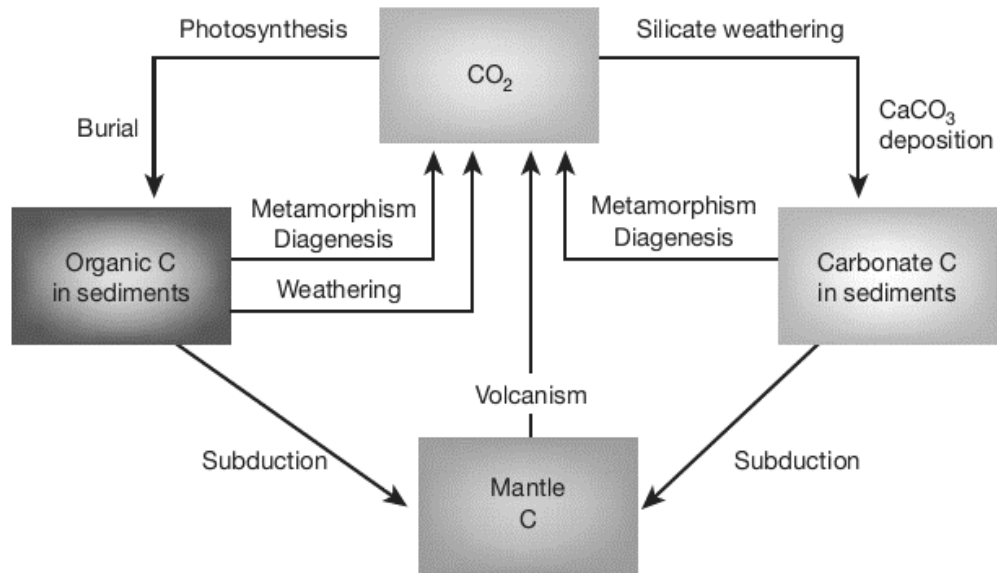 Photosynthesis
Silicate weathering
CO₂
Burial
CaCO₃
deposition
Metamorphism
Diagenesis
Metamorphism
Diagenesis
Organic C
in sediments
Weathering
Carbonate C
in sediments
Volcanism
Subduction
Subduction
Mantle
C